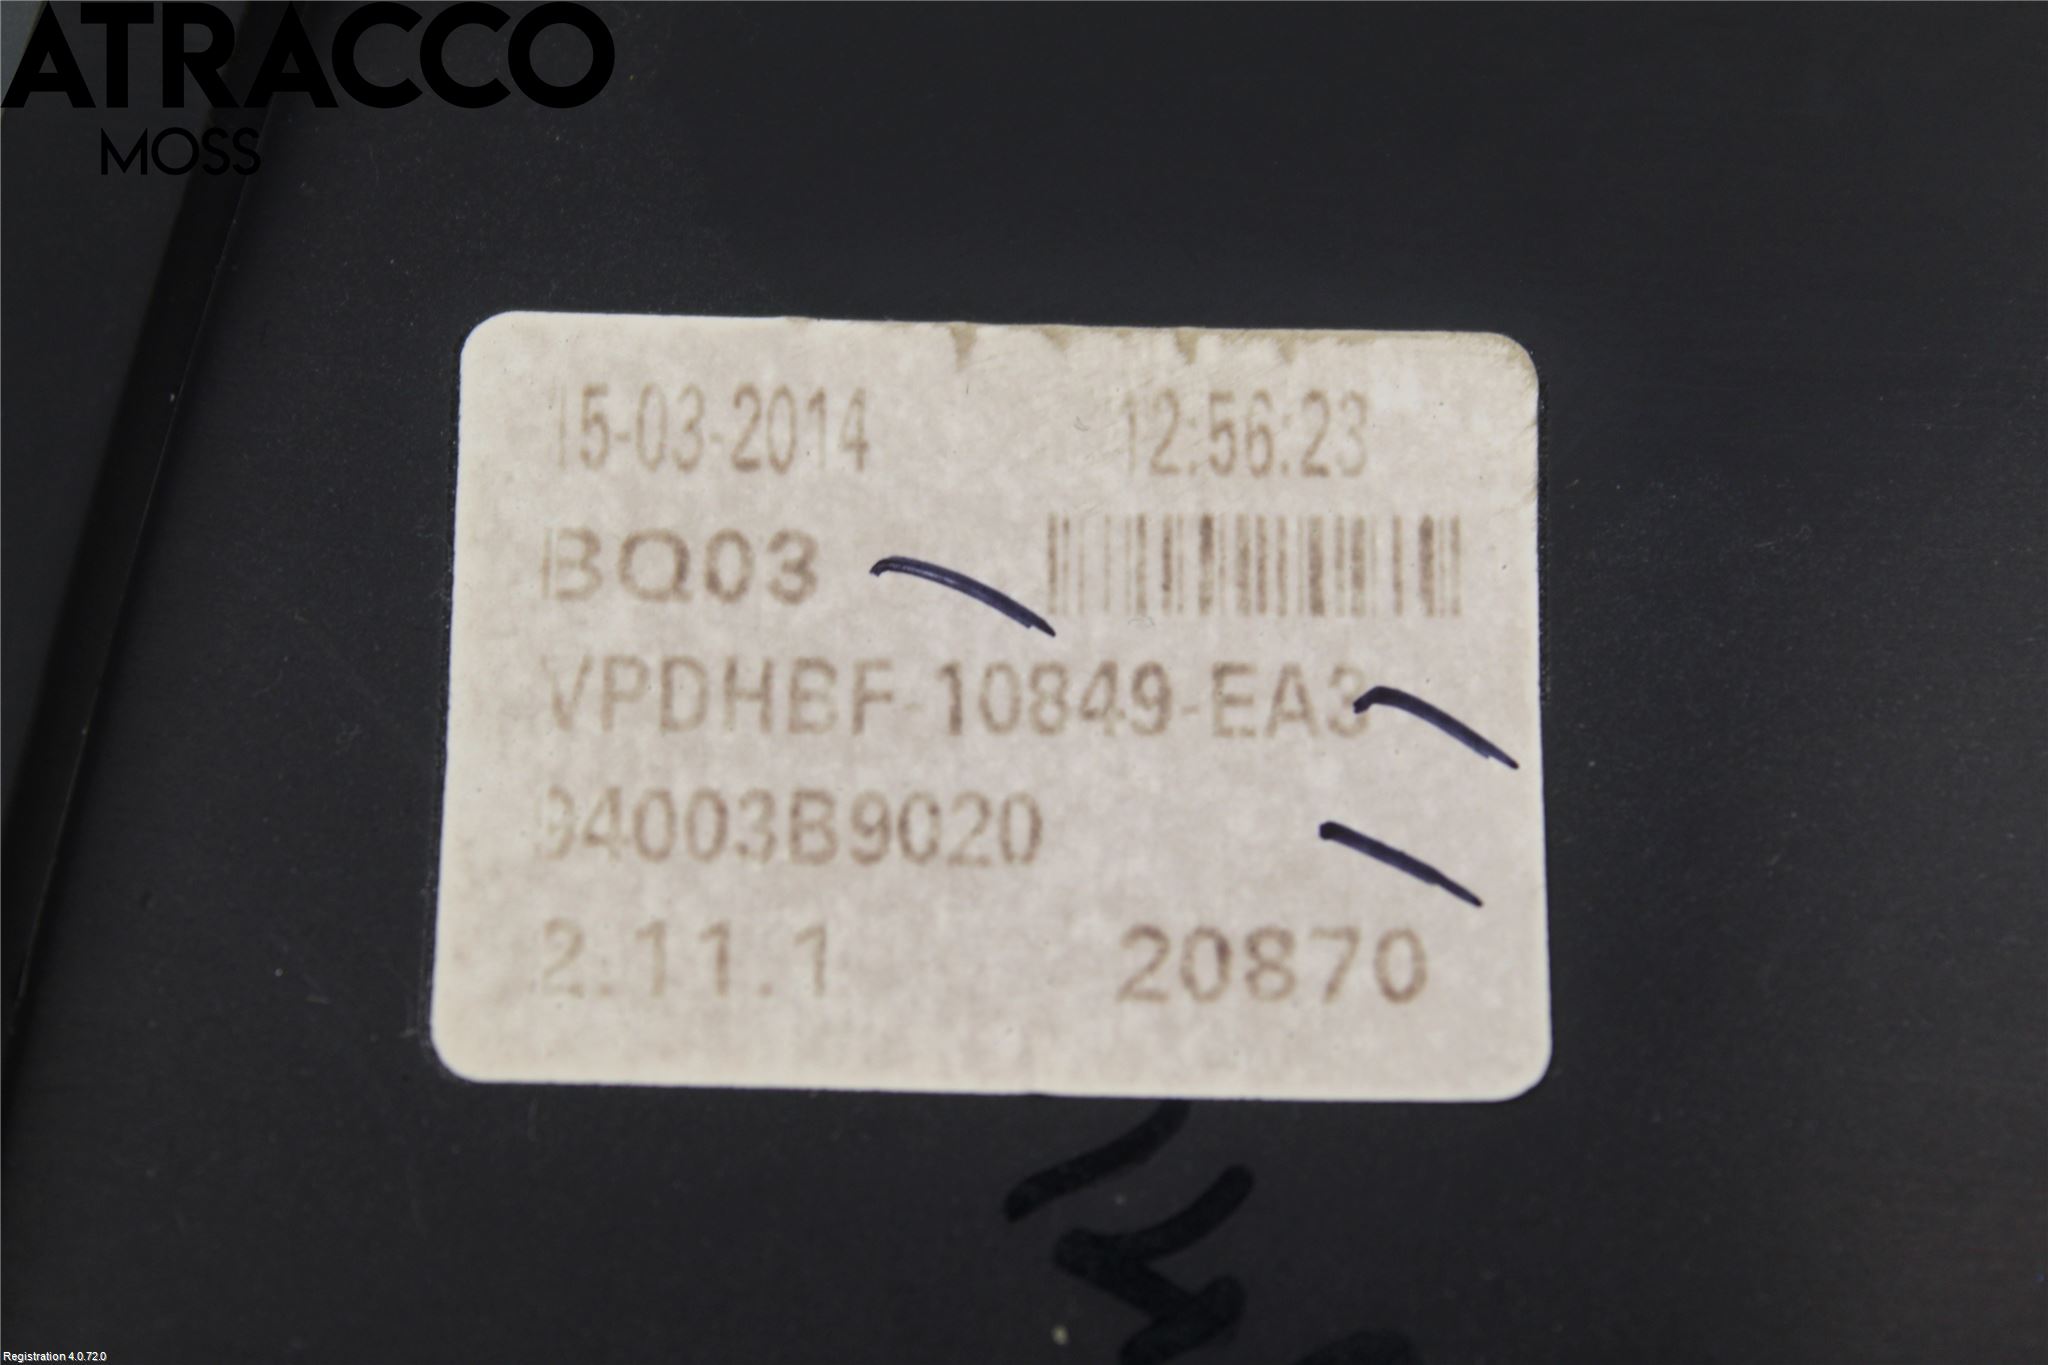 ATRACCO
MOSS
15-03-2014 12:56:23
BQ03
VPDHBF-10849-EA3
94003B9020
2.11.1 20870
Registration 4.0.72.0